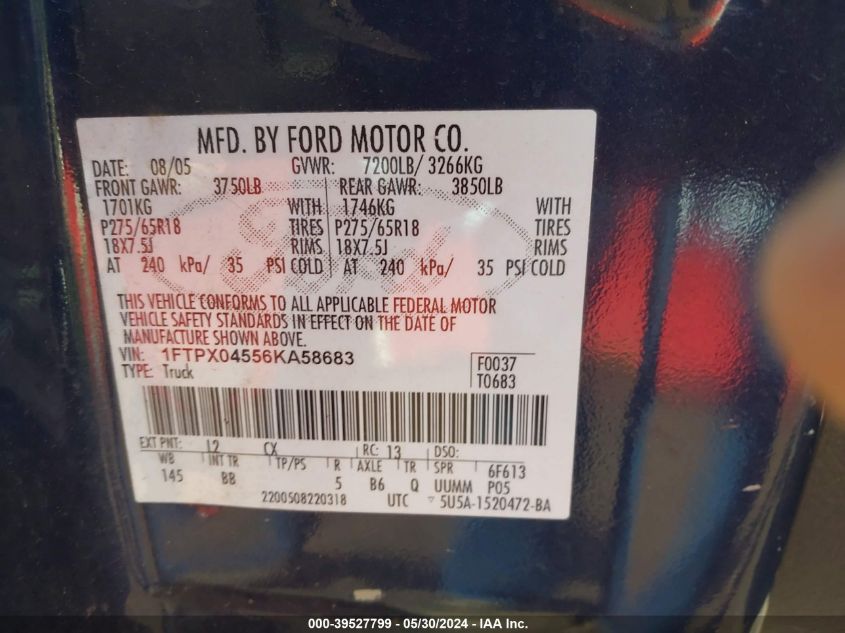 MFD. BY FORD MOTOR CO.
DATE: 08/05 GVWR: 7200LB/ 3266KG
FRONT GAWR: 3750LB REAR GAWR: 3850LB
1701KG WITH 1746KG WITH
P275/65R18 TIRES P275/65R18 TIRES
18X7.5J RIMS 18X7.5J RIMS
AT 240 kPa/ 35 PSI COLD AT 240 kPa/ 35 PSI COLD
THIS VEHICLE CONFORMS TO ALL APPLICABLE FEDERAL MOTOR
VEHICLE SAFETY STANDARDS IN EFFECT ON THE DATE OF
MANUFACTURE SHOWN ABOVE.
VIN: 1FTPX04556KA58683 F0037
TYPE: Truck T0683
EXT PNT: L2 CX RC: 13 DSO:
WB INT TR TP/PS R AXLE TR SPR 6F613
145 BB 5 B6 Q UUMM P05
2200508220318 UTC 5U5A-1520472-BA
000-39527799 - 05/30/2024 - IAA Inc.